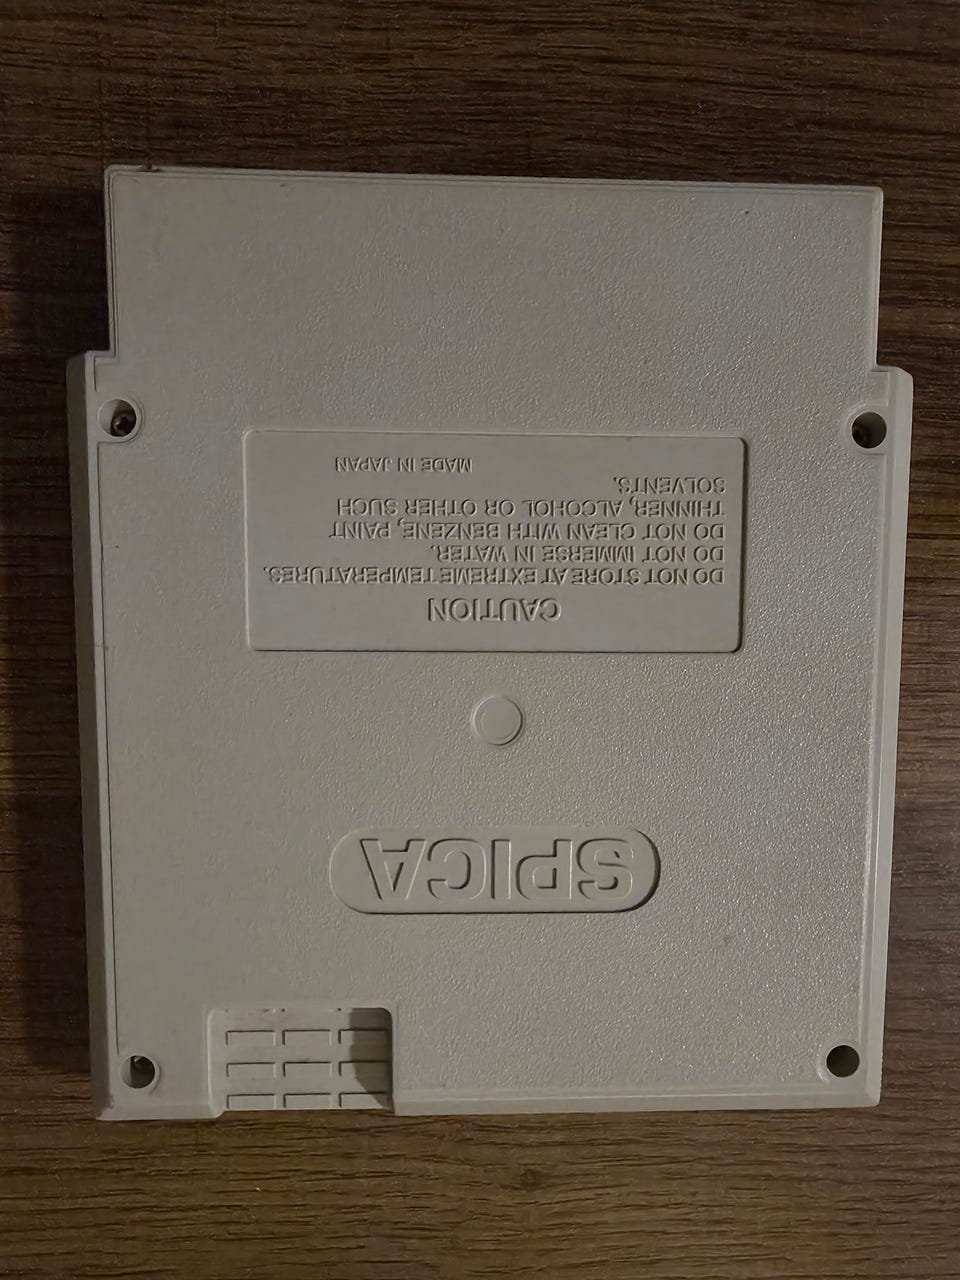 SPICA
CAUTION
DO NOT STORE AT EXTREME TEMPERATURES.
DO NOT IMMERSE IN WATER.
DO NOT CLEAN WITH BENZENE, PAINT
THINNER, ALCOHOL OR OTHER SUCH
SOLVENTS.
MADE IN JAPAN